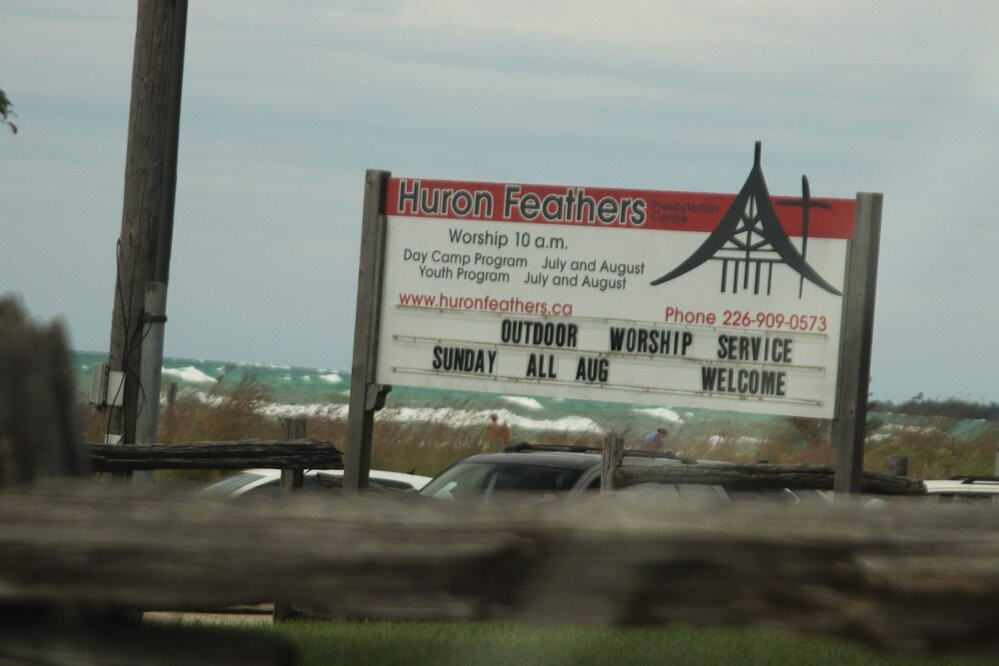 Huron Feathers Presbyterian
Centre
Worship 10 a.m.
Day Camp Program July and August
Youth Program July and August
www.huronfeathers.ca Phone 226-909-0573
OUTDOOR WORSHIP SERVICE
SUNDAY ALL AUG WELCOME